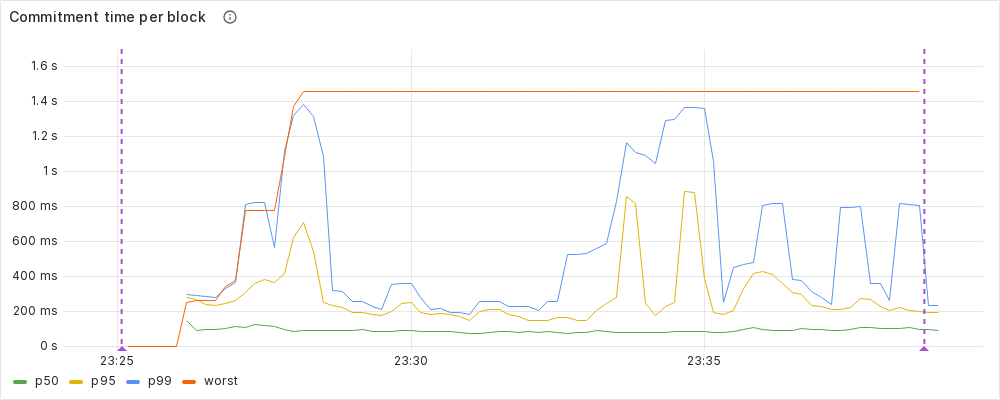 Commitment time per block
1.6 s
1.4 s
1.2 s
1 s
800 ms
600 ms
400 ms
200 ms
0 s
23:25 23:30 23:35
p50 p95 p99 worst